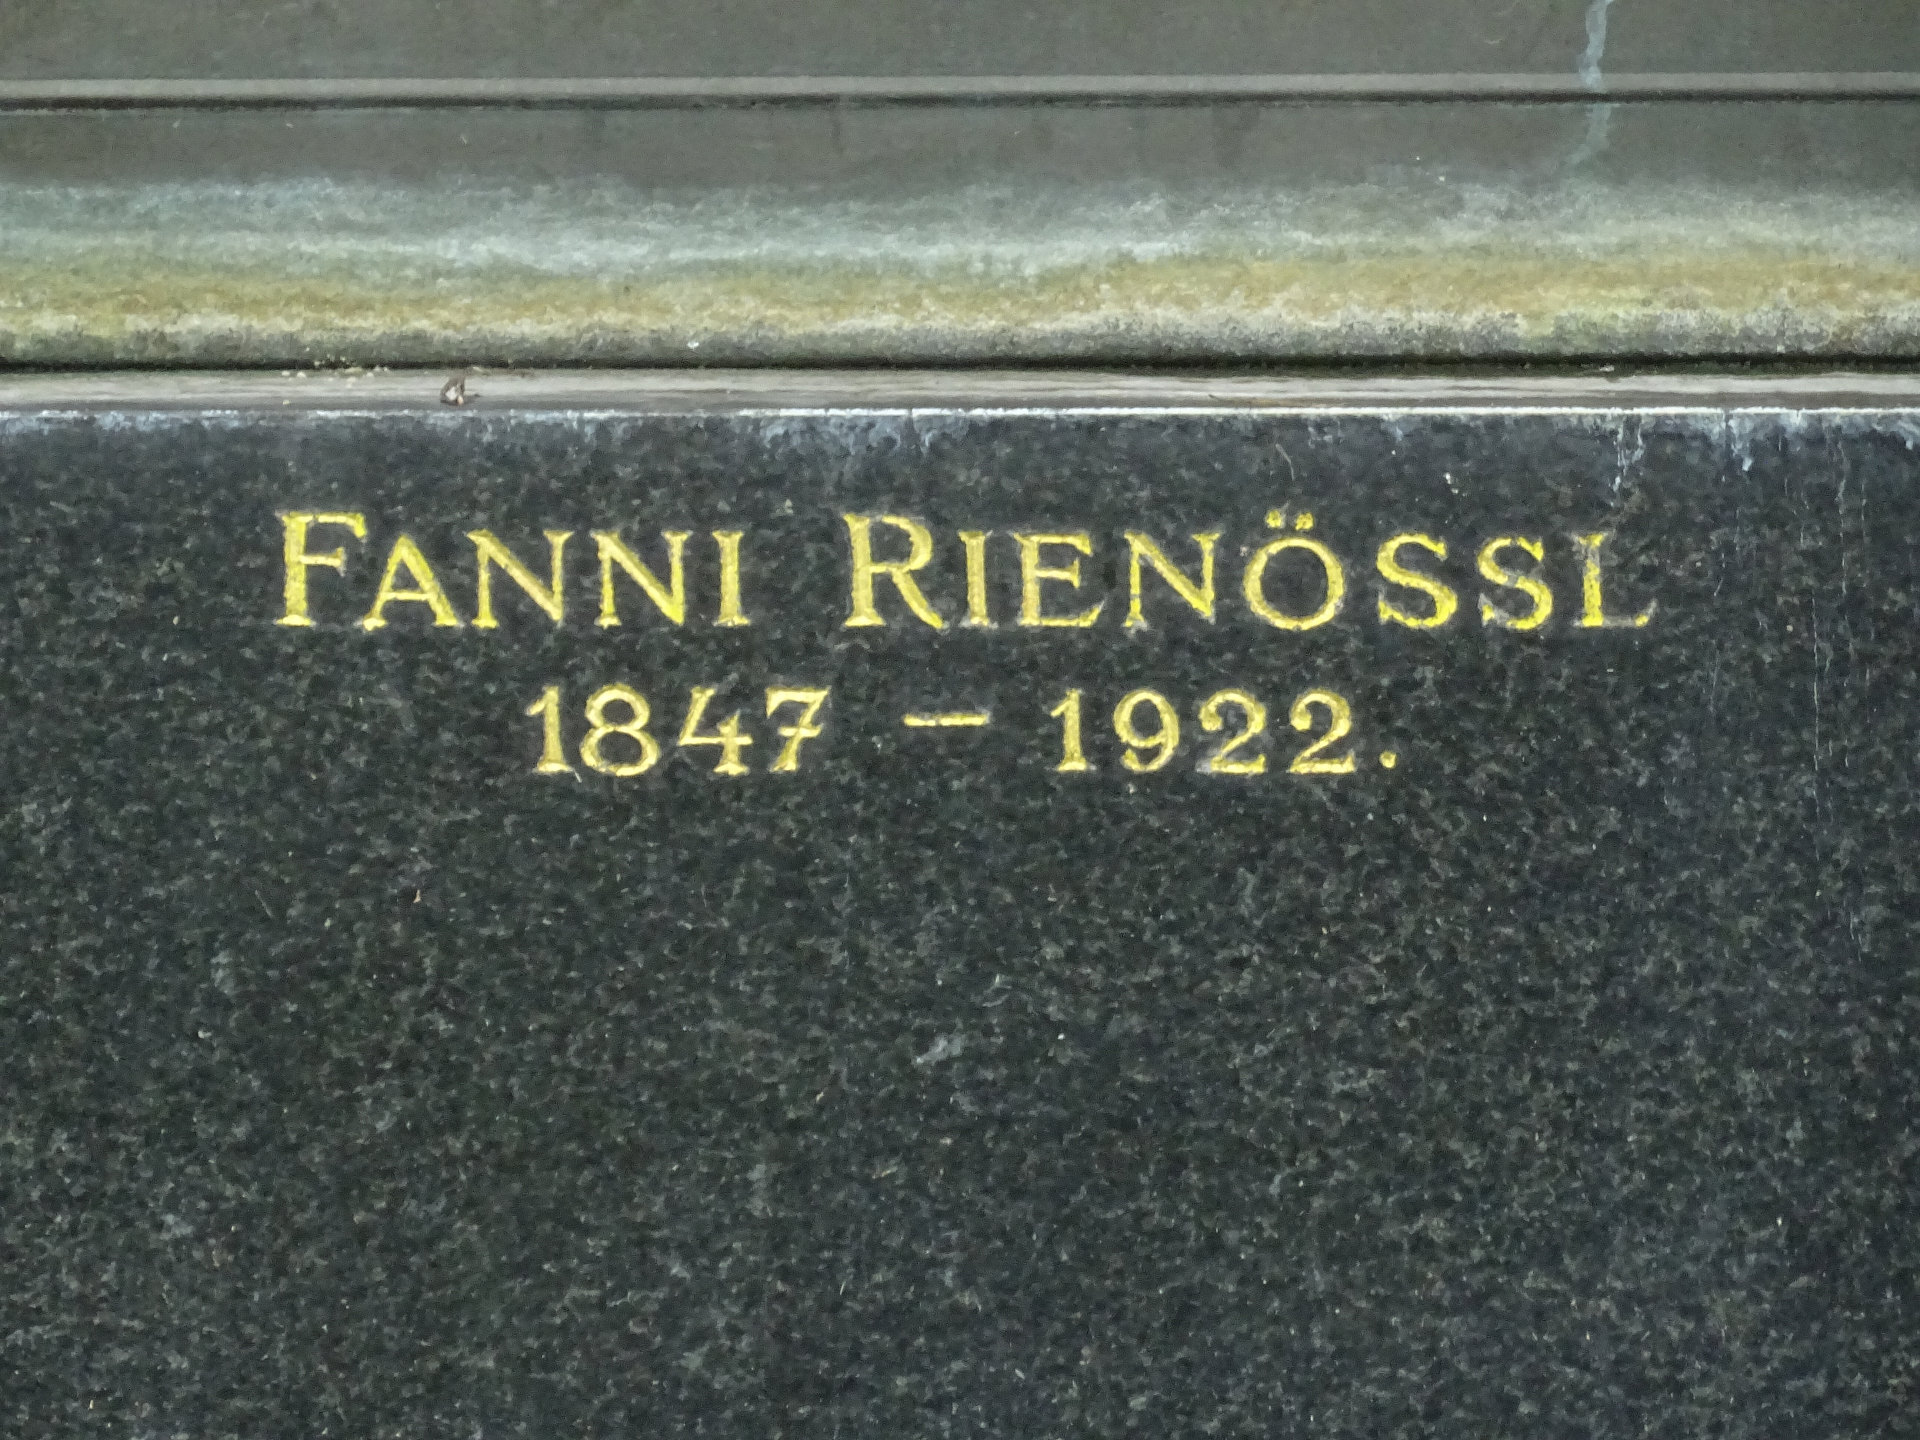 FANNI RIENÖSSL
1847 – 1922.